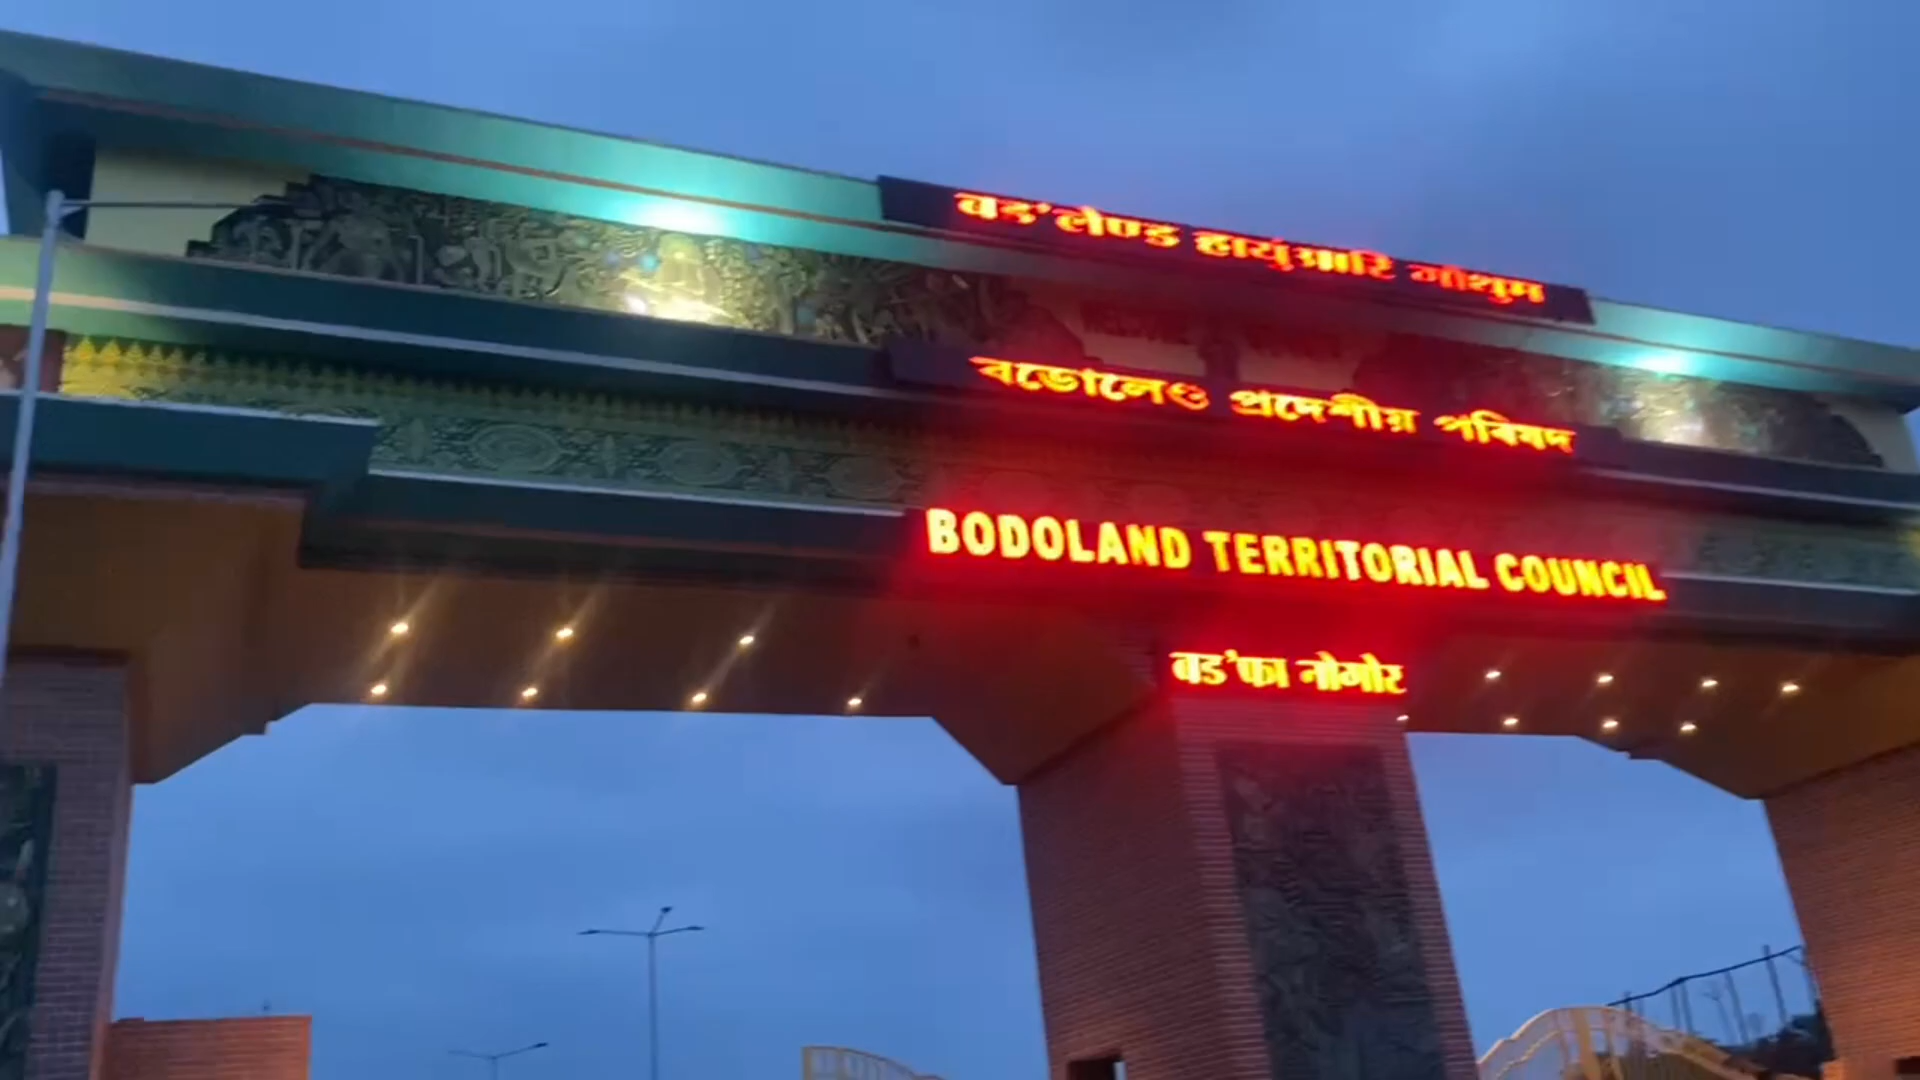 बड'लेण्ड हायुंआरि गौथुम
বড়োলেণ্ড প্ৰদেশীয় পৰিষদ
BODOLAND TERRITORIAL COUNCIL
बड'फा नोगोर